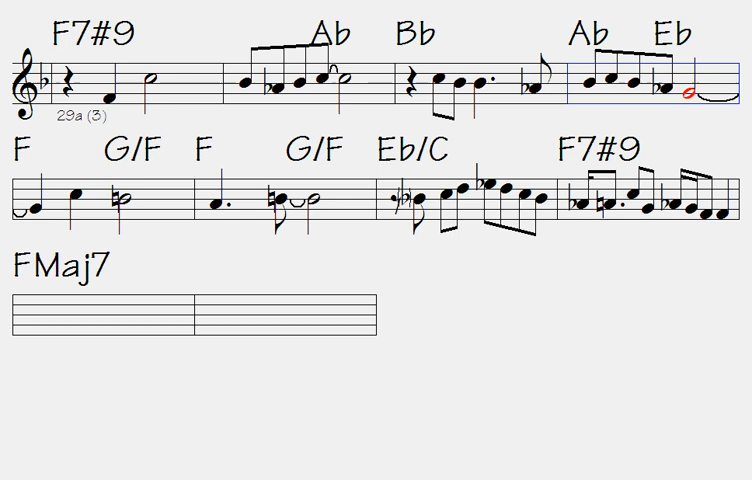 F7#9 Ab Bb Ab Eb
29a (3)
F G/F F G/F Eb/C F7#9
FMaj7